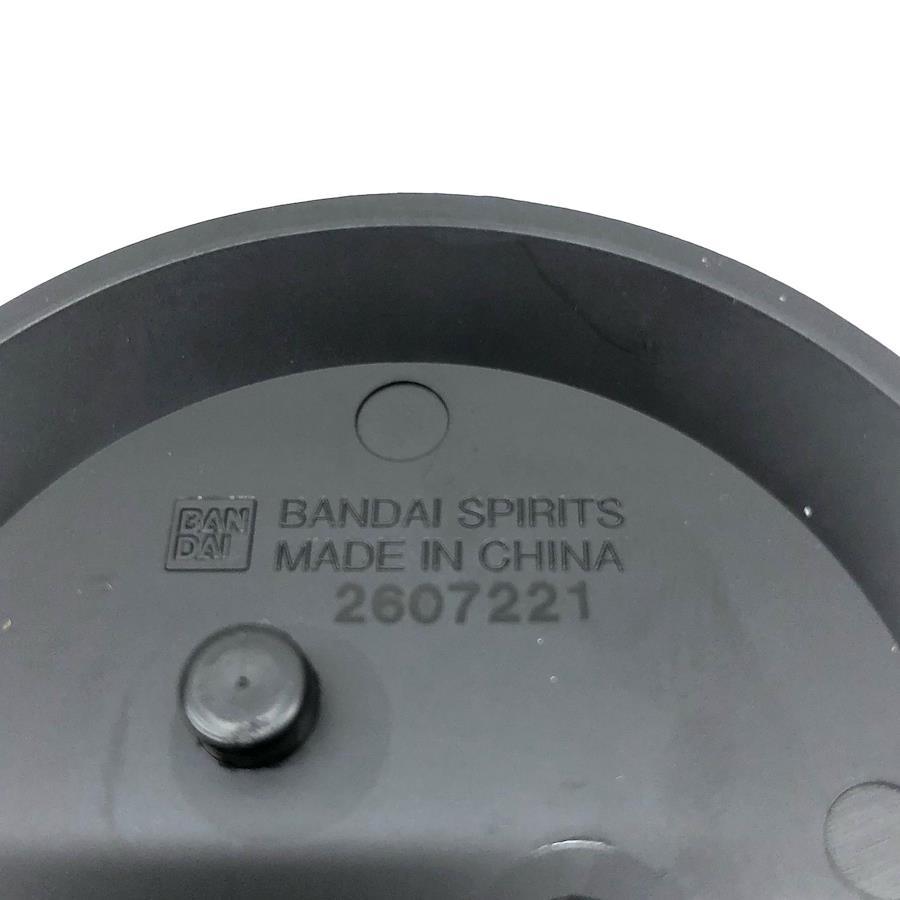 BAN
DAI
BANDAI SPIRITS
MADE IN CHINA
2607221